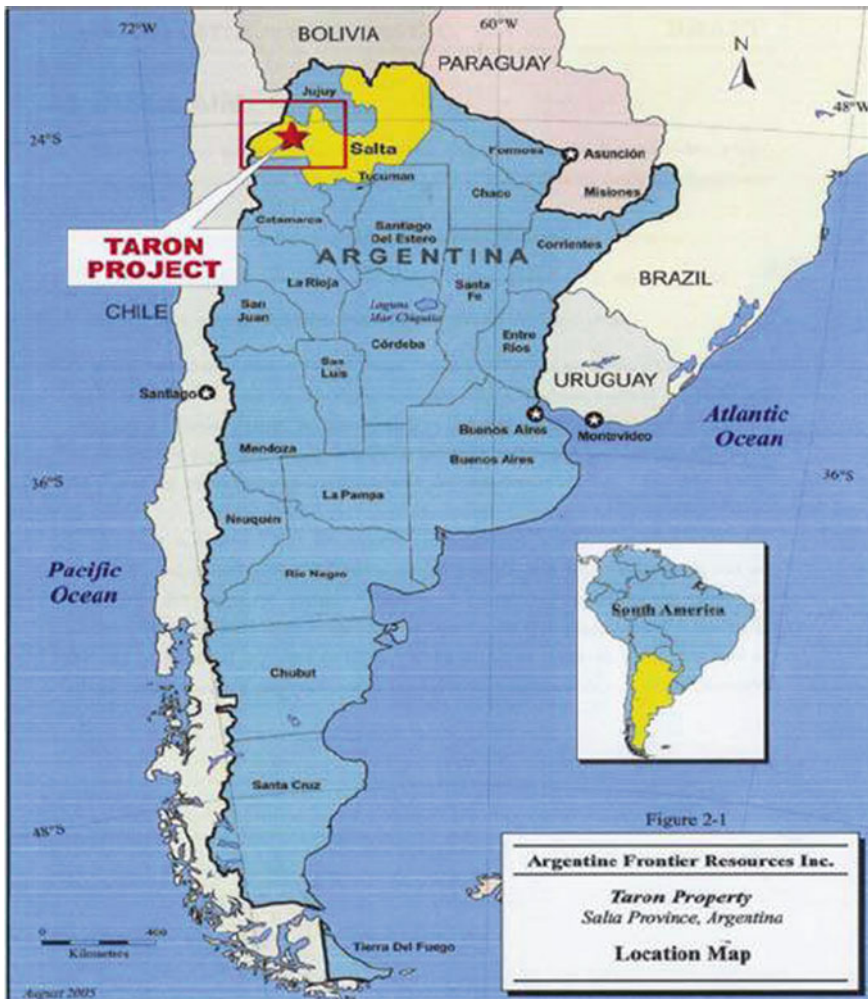 72°W
60°W
BOLIVIA
PARAGUAY
N
48°W
24°S
Jujuy
Salta
Formosa
Asunción
Tucuman
Chaco
Misiones
Catamarca
Santiago
Del Estero
Corrientes
TARON
PROJECT
ARGENTINA
BRAZIL
La Rioja
Santa
Fe
CHILE
San
Juan
Laguna
Mar Chiquita
Córdeba
Entre
Rios
San
Luis
URUGUAY
Santiago
Atlantic
Ocean
Buenos Aires
Montevideo
Mendoza
Buenos Aires
36°S
36°S
La Pampa
Neuquén
Pacific
Ocean
Rio Negro
South America
Chubut
Santa Cruz
48°S
Figure 2-1
Argentine Frontier Resources Inc.
Taron Property
Salta Province, Argentina
Location Map
0
400
Kilometers
Tierra Del Fuego
August 2005